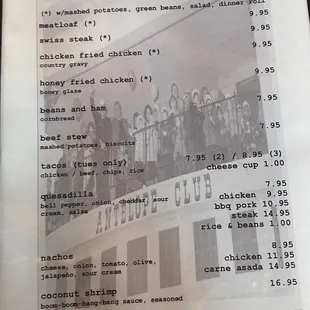 (*) w/mashed potatoes, green beans, salad, dinner roll
meatloaf (*) 9.95
swiss steak (*) 9.95
chicken fried chicken (*) 9.95
country gravy
honey fried chicken (*) 9.95
honey glaze
beans and ham 7.95
cornbread
beef stew 7.95
mashed potatoes, biscuits
tacos (tues only) 7.95 (2) / 8.95 (3)
chicken / beef, chips, rice cheese cup 1.00
quesadilla 7.95
bell pepper, onion, cheddar, sour chicken 9.95
cream, salsa bbq pork 10.95
steak 14.95
rice & beans 1.00
ANTELOPE CLUB
nachos 8.95
cheese, onion, tomato, olive, chicken 11.95
jalapeño, sour cream carne asada 14.95
coconut shrimp 16.95
boom-boom-bang-bang sauce, seasoned